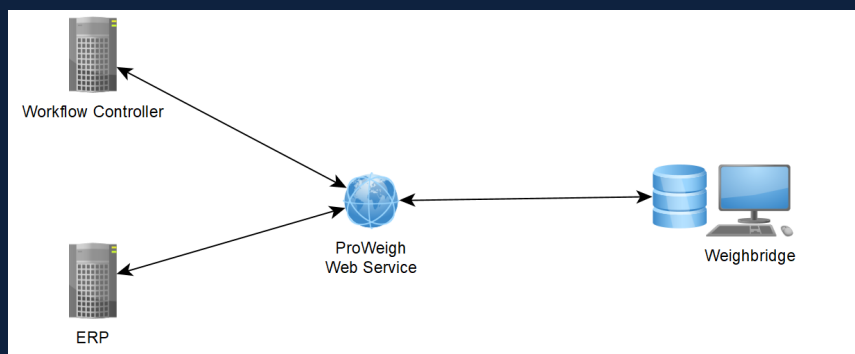 Workflow Controller
ProWeigh
Web Service
Weighbridge
ERP